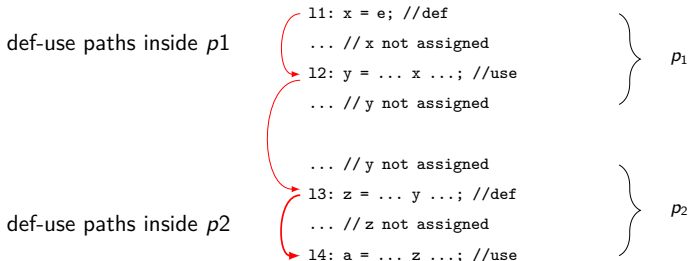 l1: x = e; //def
def-use paths inside p1
... // x not assigned
p1
l2: y = ... x ...; //use
... // y not assigned
... // y not assigned
l3: z = ... y ...; //def
p2
def-use paths inside p2
... // z not assigned
l4: a = ... z ...; //use